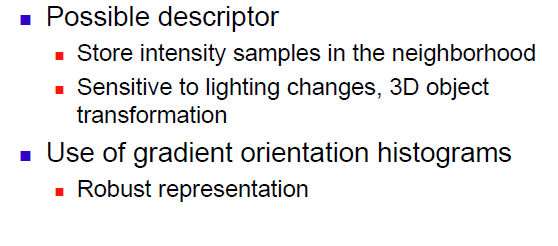 Possible descriptor
Store intensity samples in the neighborhood
Sensitive to lighting changes, 3D object
transformation
Use of gradient orientation histograms
Robust representation